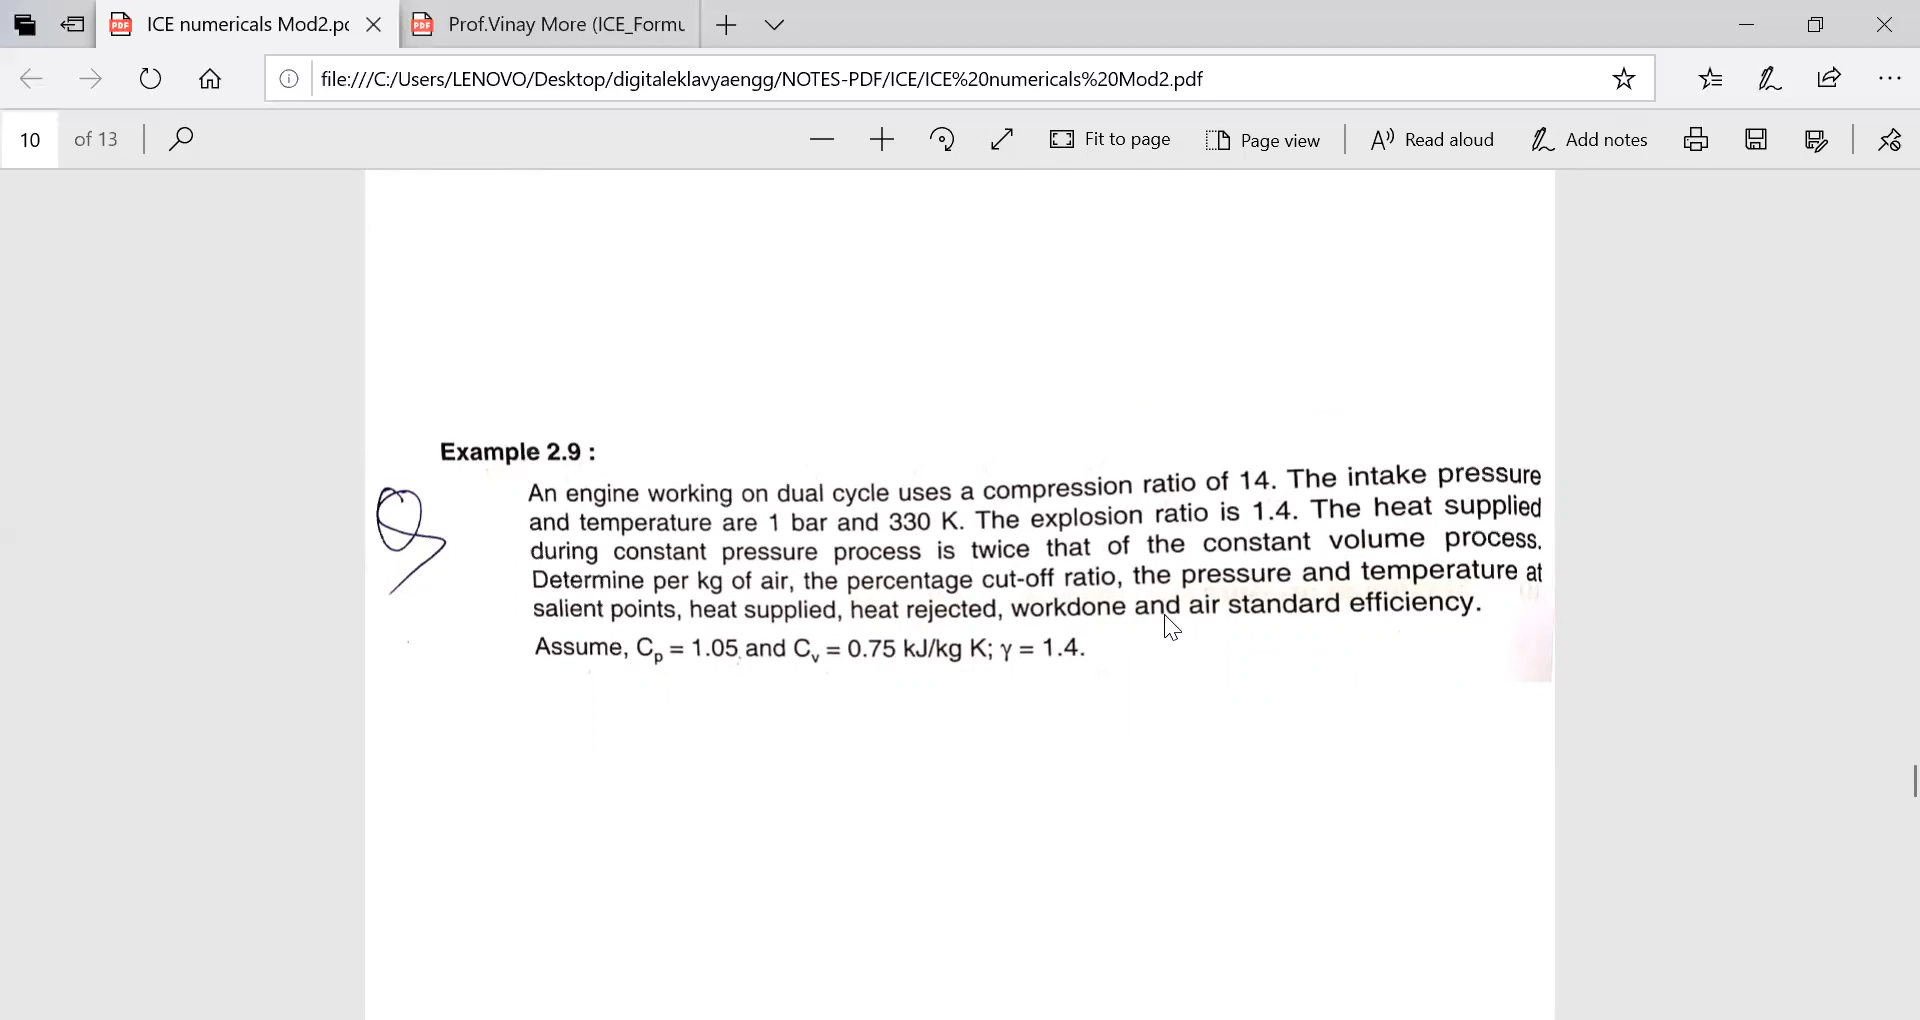 ICE numericals Mod2.pd
Prof.Vinay More (ICE_Formu
file:///C:/Users/LENOVO/Desktop/digitaleklavyaengg/NOTES-PDF/ICE/ICE%20numericals%20Mod2.pdf
10 of 13
Fit to page
Page view
Read aloud
Add notes
Example 2.9 :
An engine working on dual cycle uses a compression ratio of 14. The intake pressure
and temperature are 1 bar and 330 K. The explosion ratio is 1.4. The heat supplied
during constant pressure process is twice that of the constant volume process.
Determine per kg of air, the percentage cut-off ratio, the pressure and temperature at
salient points, heat supplied, heat rejected, workdone and air standard efficiency.
Assume, Cp = 1.05 and Cv = 0.75 kJ/kg K; γ = 1.4.